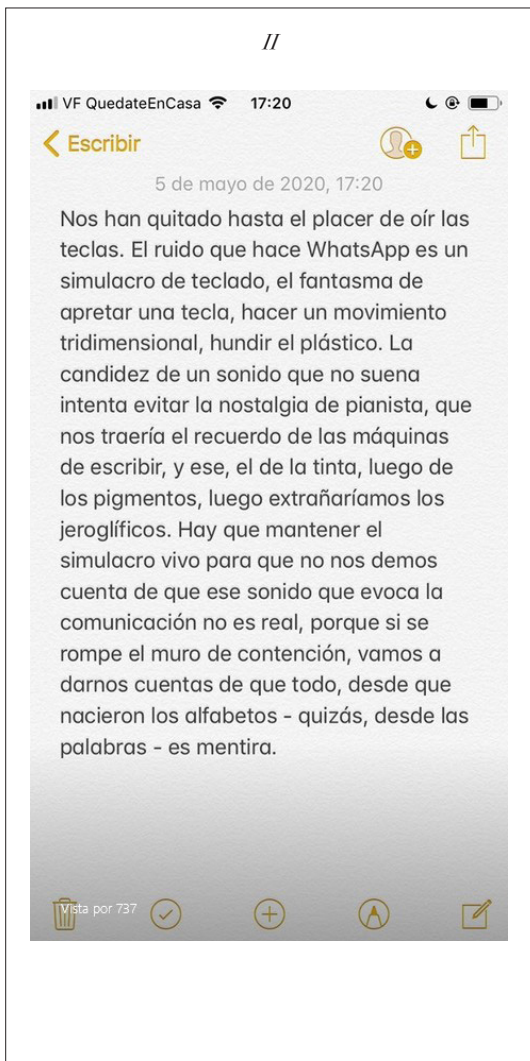 II
VF QuedateEnCasa 17:20
Escribir
5 de mayo de 2020, 17:20
Nos han quitado hasta el placer de oír las
teclas. El ruido que hace WhatsApp es un
simulacro de teclado, el fantasma de
apretar una tecla, hacer un movimiento
tridimensional, hundir el plástico. La
candidez de un sonido que no suena
intenta evitar la nostalgia de pianista, que
nos traería el recuerdo de las máquinas
de escribir, y ese, el de la tinta, luego de
los pigmentos, luego extrañaríamos los
jeroglíficos. Hay que mantener el
simulacro vivo para que no nos demos
cuenta de que ese sonido que evoca la
comunicación no es real, porque si se
rompe el muro de contención, vamos a
darnos cuentas de que todo, desde que
nacieron los alfabetos - quizás, desde las
palabras - es mentira.
Vista por 737